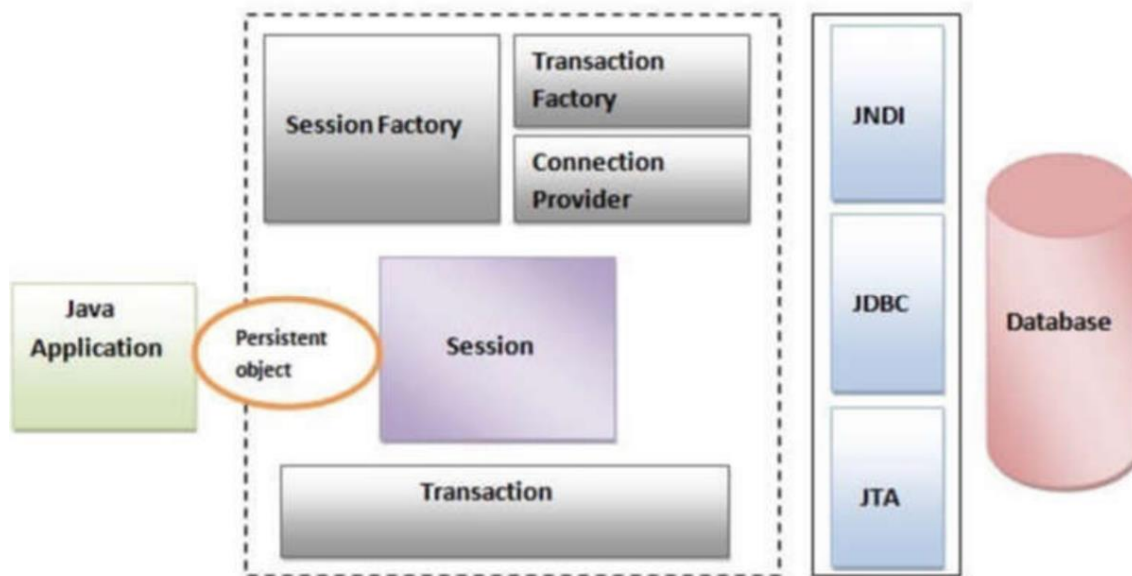 Session Factory
Transaction
Factory
Connection
Provider
Java
Application
Persistent
object
Session
Transaction
JNDI
JDBC
JTA
Database